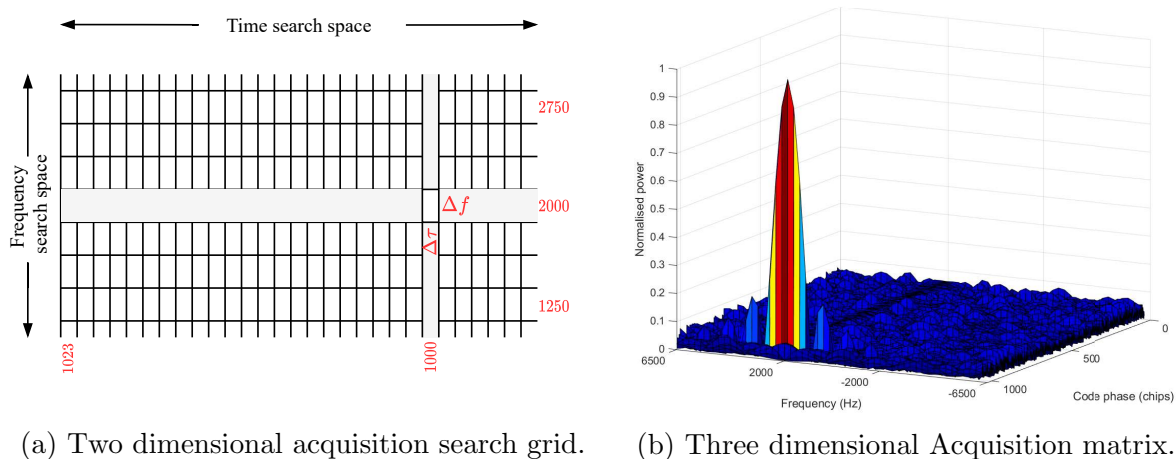 Time search space
Frequency
search space
2750
2000
1250
Δf
Δτ
1023
1000
(a) Two dimensional acquisition search grid.
Normalised power
1
0.9
0.8
0.7
0.6
0.5
0.4
0.3
0.2
0.1
0
6500
2000
-2000
-6500
Frequency (Hz)
0
500
1000
Code phase (chips)
(b) Three dimensional Acquisition matrix.